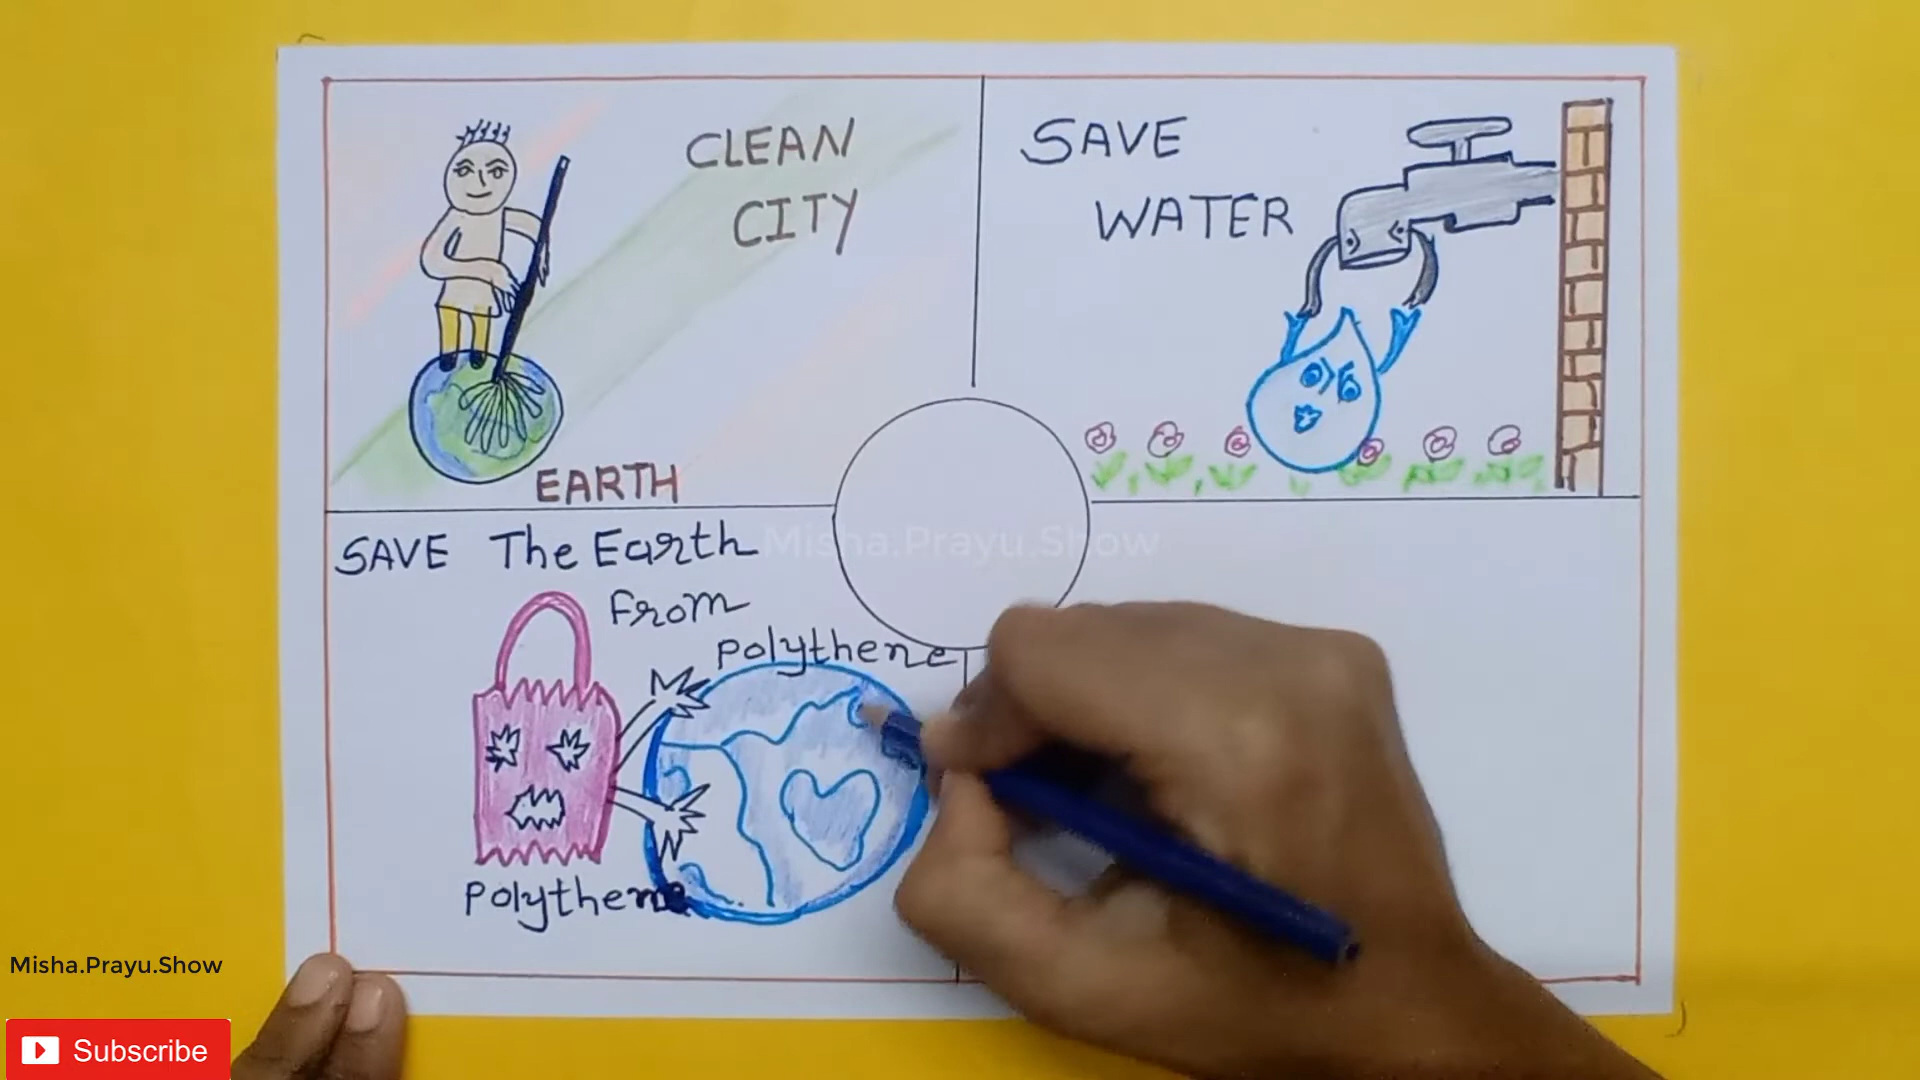 CLEAN
CITY
EARTH
SAVE
WATER
SAVE The Earth
From
Polythene
Polythene
Misha.Prayu.Show
Misha.Prayu.Show
Subscribe